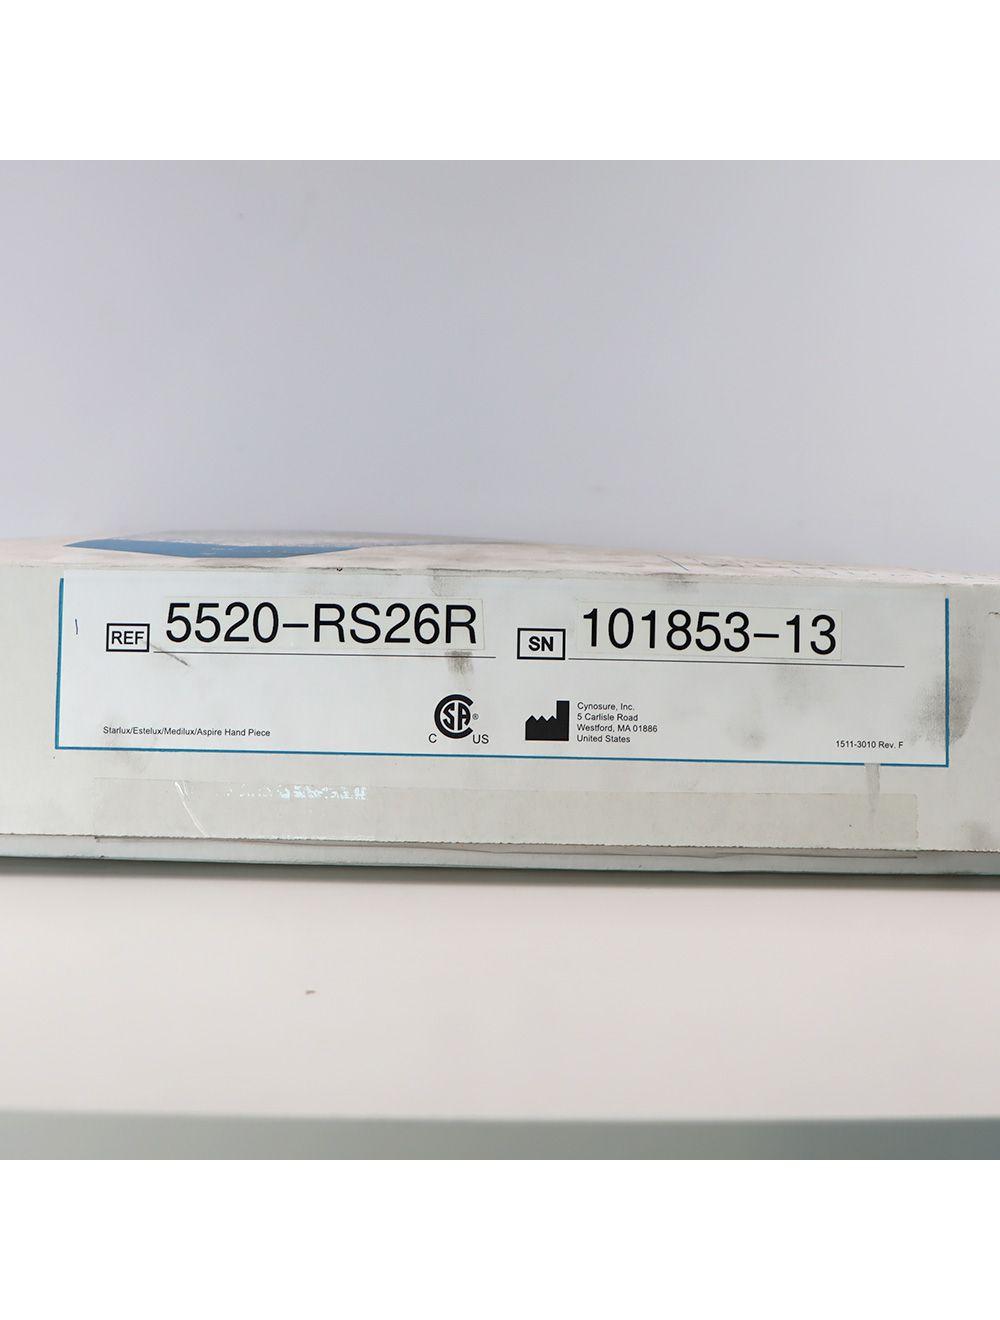 REF 5520-RS26R SN 101853-13
Starlux/Estelux/Medilux/Aspire Hand Piece
CSA®
C US
Cynosure, Inc.
5 Carlisle Road
Westford, MA 01886
United States
1511-3010 Rev. F